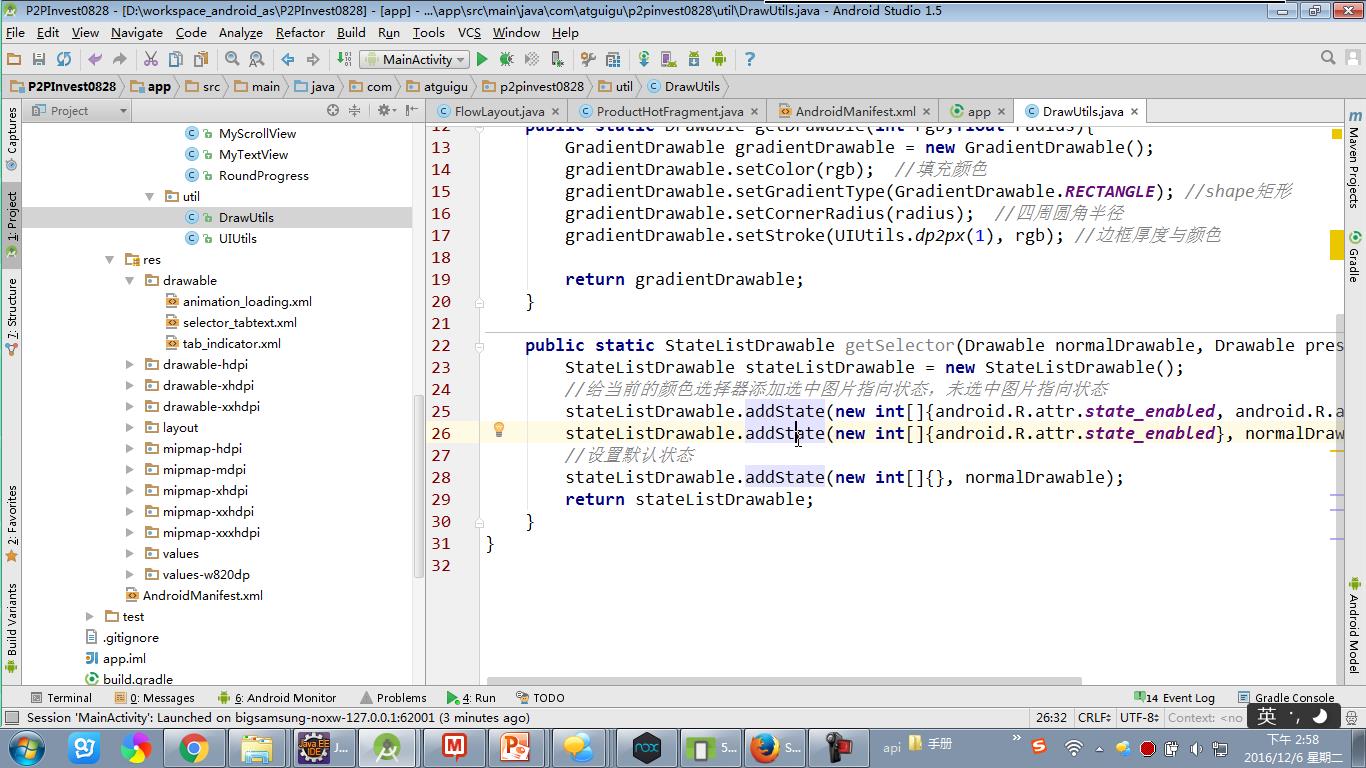 P2PInvest0828 - [D:\workspace_android_as\P2PInvest0828] - [app] - ...\app\src\main\java\com\atguigu\p2pinvest0828\util\DrawUtils.java - Android Studio 1.5
File Edit View Navigate Code Analyze Refactor Build Run Tools VCS Window Help
MainActivity
P2PInvest0828 app src main java com atguigu p2pinvest0828 util DrawUtils
Project
FlowLayout.java ProductHotFragment.java AndroidManifest.xml app DrawUtils.java
Captures
1: Project
7: Structure
2: Favorites
Build Variants
MyScrollView
MyTextView
RoundProgress
util
DrawUtils
UIUtils
res
drawable
animation_loading.xml
selector_tabtext.xml
tab_indicator.xml
drawable-hdpi
drawable-xhdpi
drawable-xxhdpi
layout
mipmap-hdpi
mipmap-mdpi
mipmap-xhdpi
mipmap-xxhdpi
mipmap-xxxhdpi
values
values-w820dp
AndroidManifest.xml
test
.gitignore
app.iml
build.gradle
12 public static Drawable getDrawable(int rgb,float radius){
13 GradientDrawable gradientDrawable = new GradientDrawable();
14 gradientDrawable.setColor(rgb); //填充颜色
15 gradientDrawable.setGradientType(GradientDrawable.RECTANGLE); //shape矩形
16 gradientDrawable.setCornerRadius(radius); //四周圆角半径
17 gradientDrawable.setStroke(UIUtils.dp2px(1), rgb); //边框厚度与颜色
18
19 return gradientDrawable;
20 }
21
22 public static StateListDrawable getSelector(Drawable normalDrawable, Drawable pres
23 StateListDrawable stateListDrawable = new StateListDrawable();
24 //给当前的颜色选择器添加选中图片指向状态，未选中图片指向状态
25 stateListDrawable.addState(new int[]{android.R.attr.state_enabled, android.R.a
26 stateListDrawable.addState(new int[]{android.R.attr.state_enabled}, normalDraw
27 //设置默认状态
28 stateListDrawable.addState(new int[]{}, normalDrawable);
29 return stateListDrawable;
30 }
31 }
32
Maven Projects
Gradle
Android Model
Terminal 0: Messages 6: Android Monitor Problems 4: Run TODO 14 Event Log Gradle Console
Session 'MainActivity': Launched on bigsamsung-noxw-127.0.0.1:62001 (3 minutes ago) 26:32 CRLF UTF-8 Context: <no
英
Java EE IDE J... nox 5... S... api 手册
下午 2:58
2016/12/6 星期二